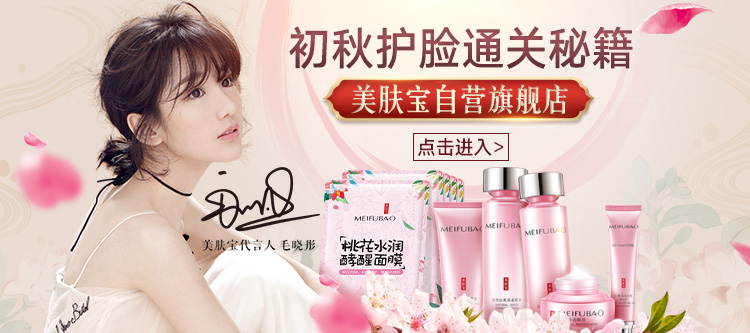 初秋护脸通关秘籍
美肤宝自营旗舰店
点击进入>
美肤宝代言人 毛晓彤
MEIFUBAO
桃花水润
酵醒面膜
MEIFUBAO
MEIFUBAO
MEIFUBAO
MEIFUBAO